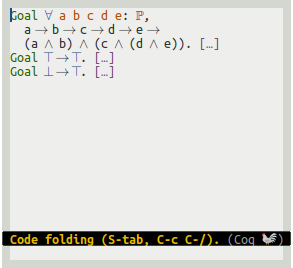 Goal ∀ a b c d e: ℙ,
a → b → c → d → e →
(a ∧ b) ∧ (c ∧ (d ∧ e)). […]
Goal ⊤ → ⊤. […]
Goal ⊥ → ⊤. […]
Code folding (S-tab, C-c C-/). (Coq 🐓)